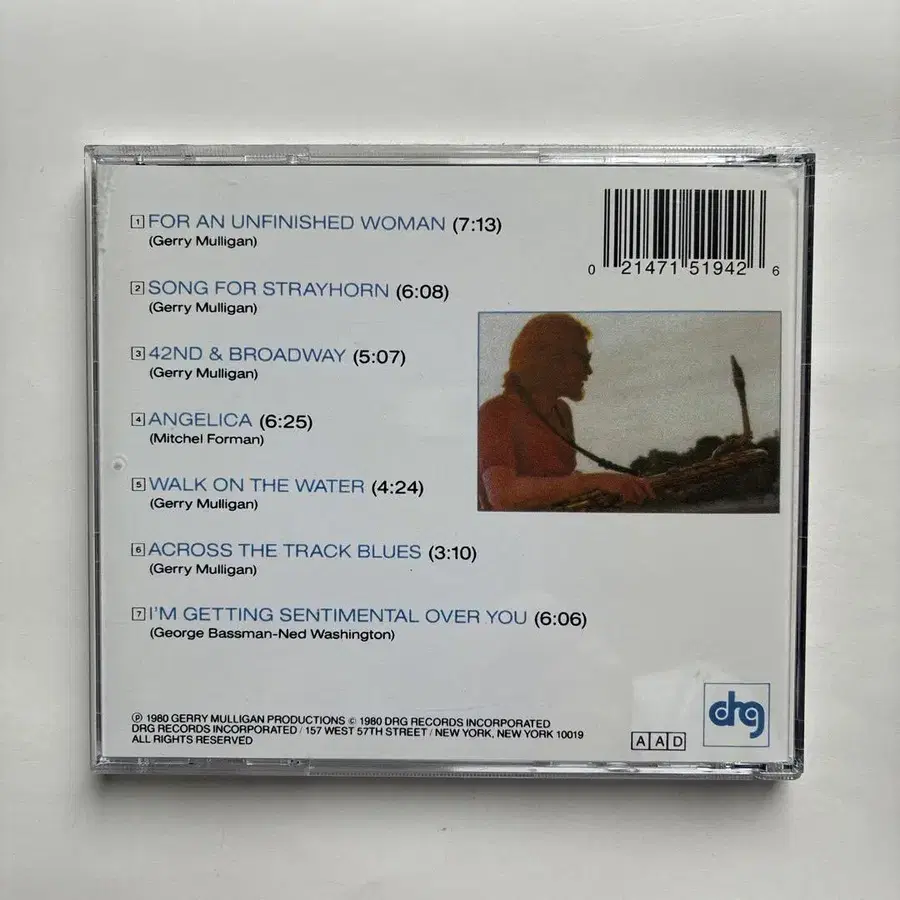 1 FOR AN UNFINISHED WOMAN (7:13)
(Gerry Mulligan)
2 SONG FOR STRAYHORN (6:08)
(Gerry Mulligan)
3 42ND & BROADWAY (5:07)
(Gerry Mulligan)
4 ANGELICA (6:25)
(Mitchel Forman)
5 WALK ON THE WATER (4:24)
(Gerry Mulligan)
6 ACROSS THE TRACK BLUES (3:10)
(Gerry Mulligan)
7 I'M GETTING SENTIMENTAL OVER YOU (6:06)
(George Bassman-Ned Washington)
0 21471 51942 6
℗ 1980 GERRY MULLIGAN PRODUCTIONS © 1980 DRG RECORDS INCORPORATED
DRG RECORDS INCORPORATED / 157 WEST 57TH STREET / NEW YORK, NEW YORK 10019
ALL RIGHTS RESERVED
A A D
drg